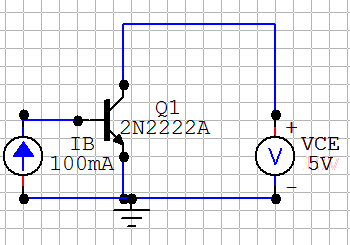 Q1
2N2222A
IB
100mA
+
VCE
V
5V
-